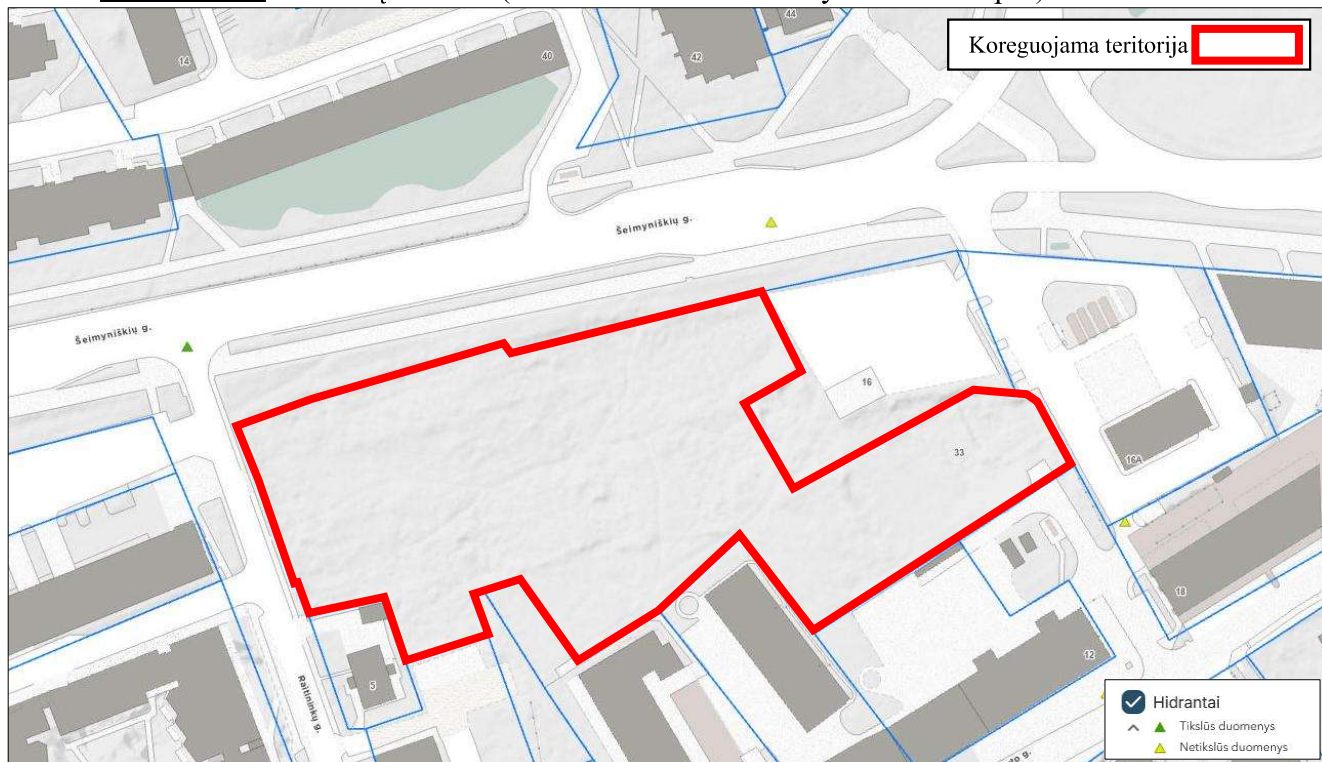 Koreguojama teritorija
14
40
42
44
Šeimyniškių g.
Šeimyniškių g.
16
33
16A
18
12
5
Raitininkų g.
Hidrantai
Tikslūs duomenys
Netikslūs duomenys